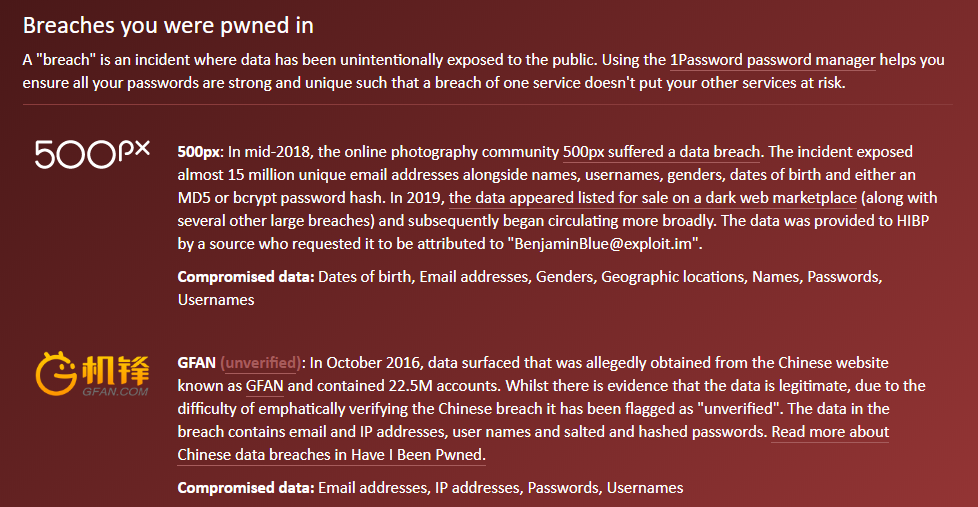 Breaches you were pwned in
A "breach" is an incident where data has been unintentionally exposed to the public. Using the 1Password password manager helps you
ensure all your passwords are strong and unique such that a breach of one service doesn't put your other services at risk.
500px
500px: In mid-2018, the online photography community 500px suffered a data breach. The incident exposed
almost 15 million unique email addresses alongside names, usernames, genders, dates of birth and either an
MD5 or bcrypt password hash. In 2019, the data appeared listed for sale on a dark web marketplace (along with
several other large breaches) and subsequently began circulating more broadly. The data was provided to HIBP
by a source who requested it to be attributed to "BenjaminBlue@exploit.im".
Compromised data: Dates of birth, Email addresses, Genders, Geographic locations, Names, Passwords,
Usernames
机锋
GFAN.COM
GFAN (unverified): In October 2016, data surfaced that was allegedly obtained from the Chinese website
known as GFAN and contained 22.5M accounts. Whilst there is evidence that the data is legitimate, due to the
difficulty of emphatically verifying the Chinese breach it has been flagged as "unverified". The data in the
breach contains email and IP addresses, user names and salted and hashed passwords. Read more about
Chinese data breaches in Have I Been Pwned.
Compromised data: Email addresses, IP addresses, Passwords, Usernames